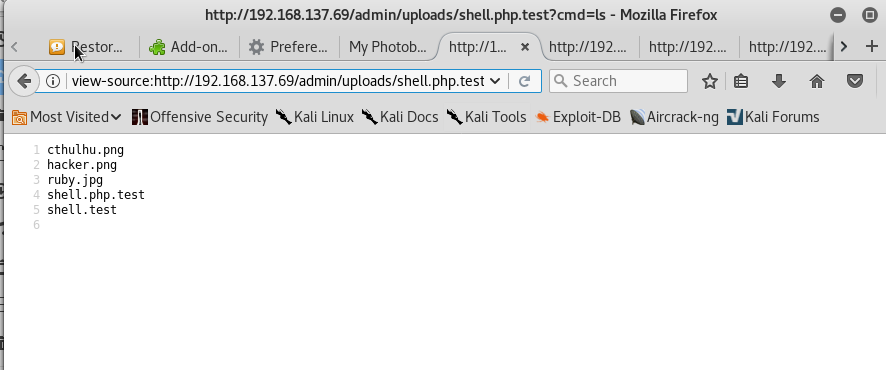 http://192.168.137.69/admin/uploads/shell.php.test?cmd=ls - Mozilla Firefox
Restor... Add-on... Prefere... My Photob... http://1... http://192.... http://192.... http://192....
view-source:http://192.168.137.69/admin/uploads/shell.php.test Search
Most Visited Offensive Security Kali Linux Kali Docs Kali Tools Exploit-DB Aircrack-ng Kali Forums
1 cthulhu.png
2 hacker.png
3 ruby.jpg
4 shell.php.test
5 shell.test
6